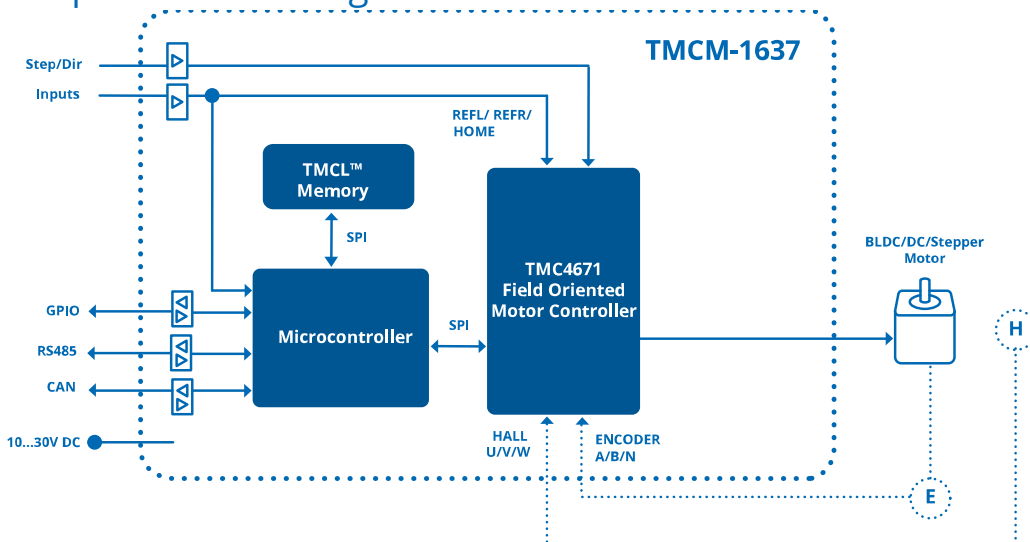 TMCM-1637
Step/Dir
Inputs
REFL/ REFR/
HOME
TMCL™
Memory
SPI
BLDC/DC/Stepper
Motor
TMC4671
Field Oriented
Motor Controller
GPIO
Microcontroller
SPI
H
RS485
CAN
10...30V DC
HALL
U/V/W
ENCODER
A/B/N
E